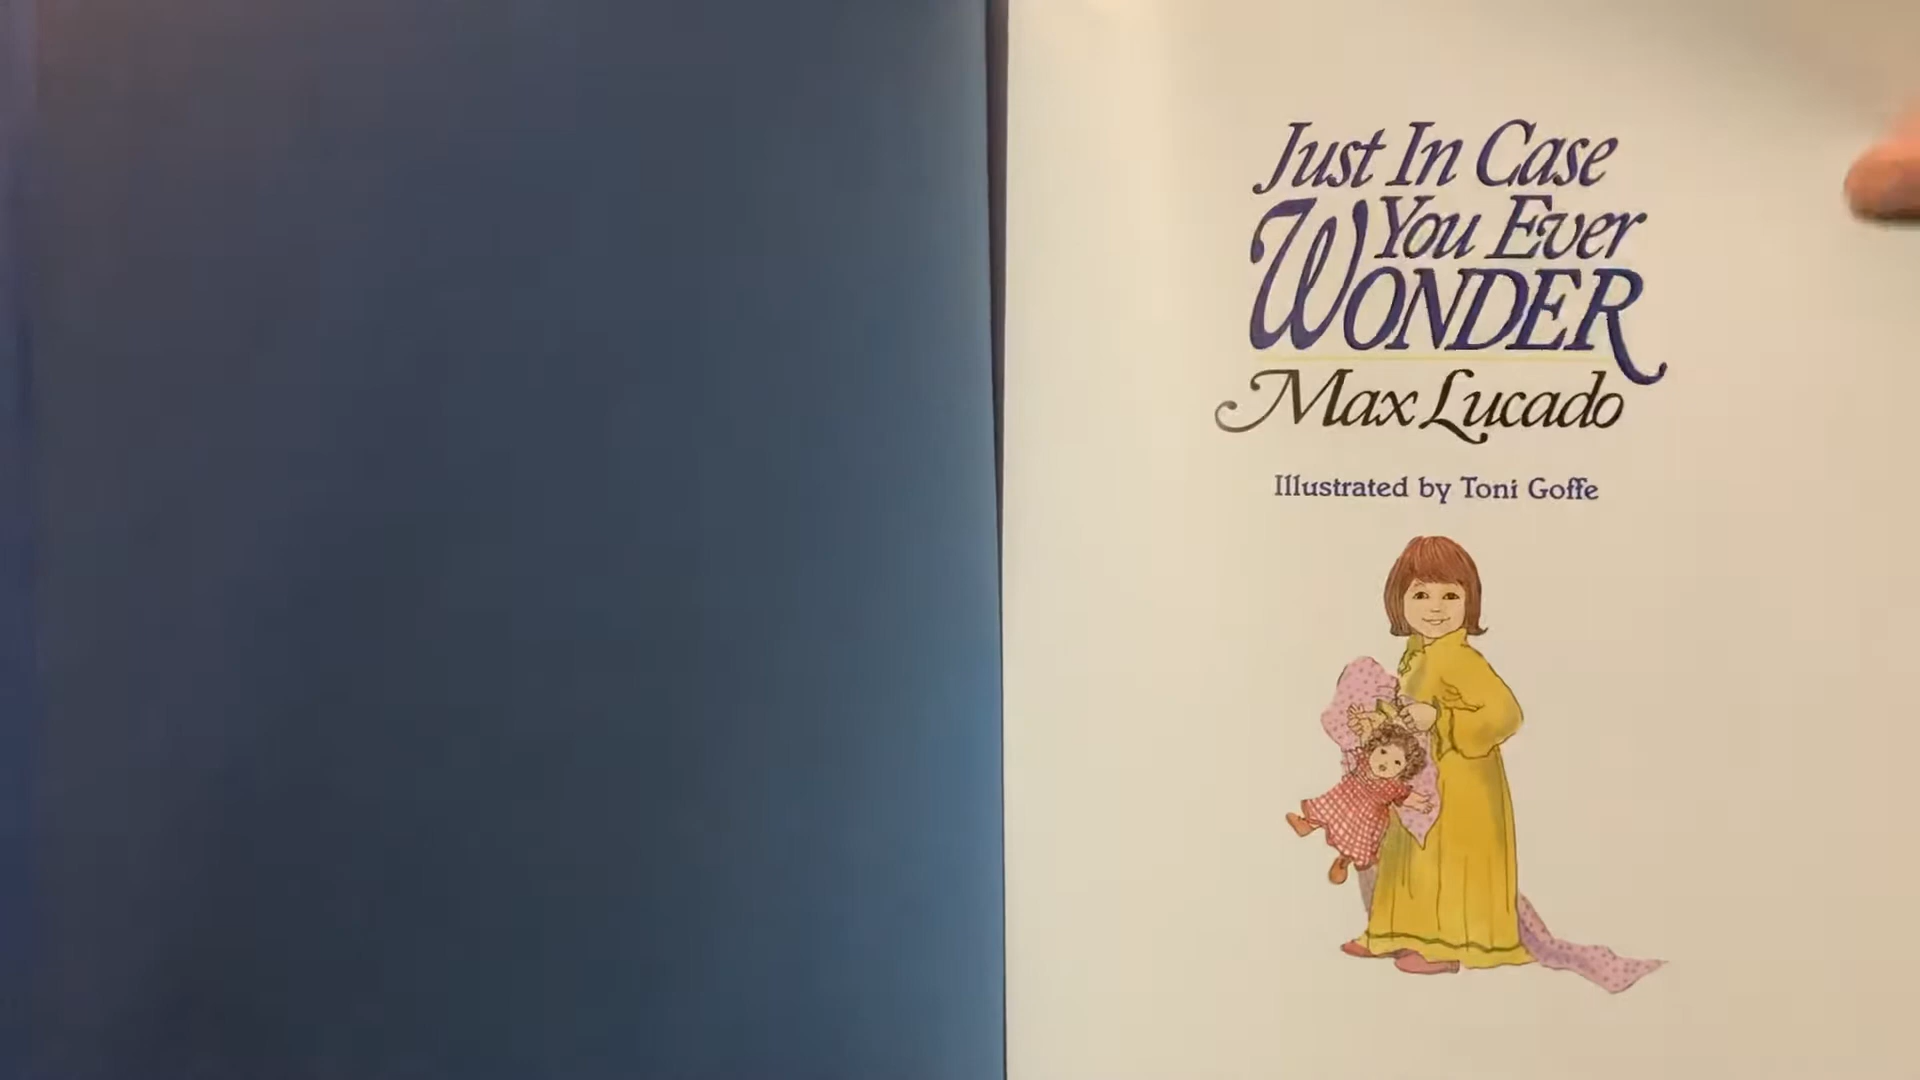 Just In Case
You Ever
WONDER
Max Lucado
Illustrated by Toni Goffe